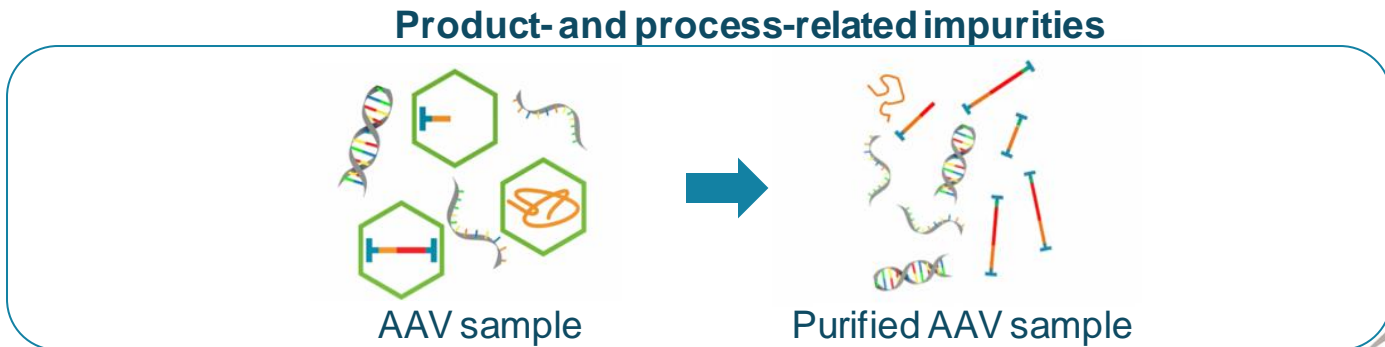 Product- and process-related impurities
AAV sample
Purified AAV sample